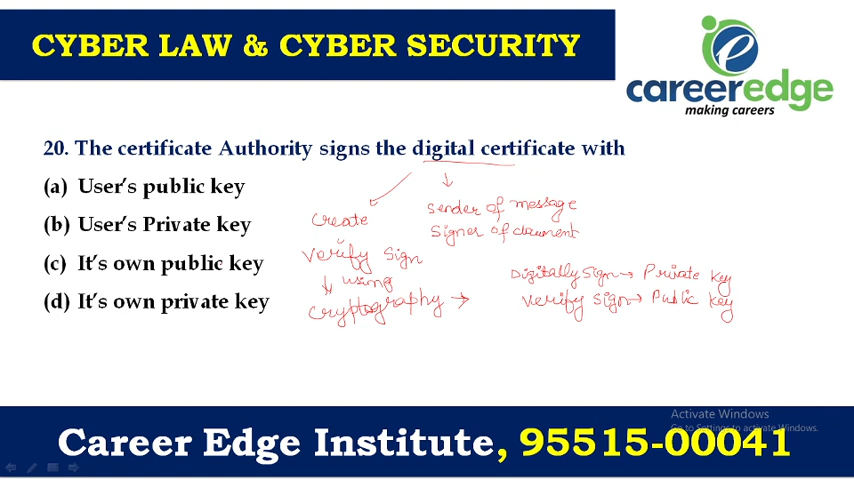 CYBER LAW & CYBER SECURITY
careeredge
making careers
20. The certificate Authority signs the digital certificate with
(a) User's public key
(b) User's Private key
(c) It's own public key
(d) It's own private key
create
verify sign
using
cryptography →
sender of message
signer of document
Digitally sign → Private key
verify sign → Public key
Activate Windows
Go to Settings to activate Windows.
Career Edge Institute, 95515-00041